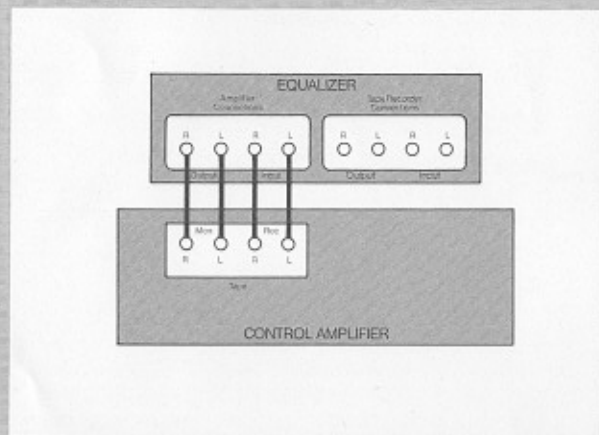 EQUALIZER
Amplifier
Connections
Tape Recorder
Connections
R L R L
R L R L
Output Input
Output Input
Mon Rec
R L R L
Tape
CONTROL AMPLIFIER